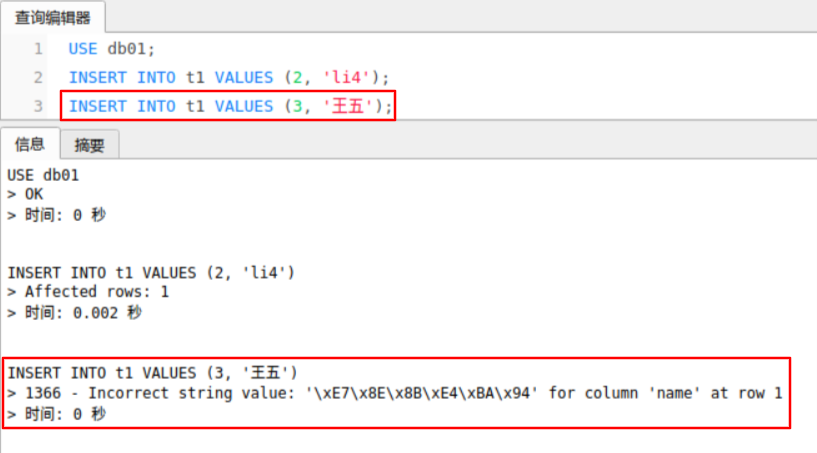 查询编辑器
1 USE db01;
2 INSERT INTO t1 VALUES (2, 'li4');
3 INSERT INTO t1 VALUES (3, '王五');
信息 摘要
USE db01
> OK
> 时间: 0 秒
INSERT INTO t1 VALUES (2, 'li4')
> Affected rows: 1
> 时间: 0.002 秒
INSERT INTO t1 VALUES (3, '王五')
> 1366 - Incorrect string value: '\xE7\x8E\x8B\xE4\xBA\x94' for column 'name' at row 1
> 时间: 0 秒